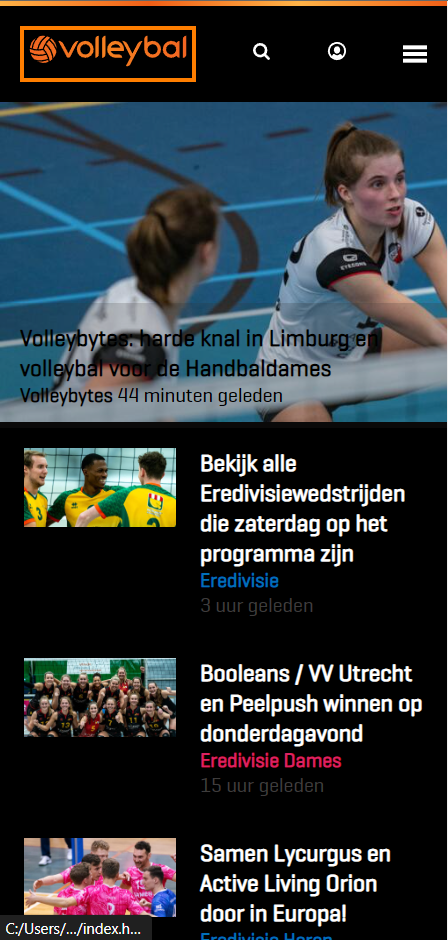 volleybal
EYECONS
Volleybytes: harde knal in Limburg en
volleybal voor de Handbaldames
Volleybytes 44 minuten geleden
Bekijk alle
Eredivisiewedstrijden
die zaterdag op het
programma zijn
Eredivisie
3 uur geleden
Booleans / VV Utrecht
en Peelpush winnen op
donderdagavond
Eredivisie Dames
15 uur geleden
Samen Lycurgus en
Active Living Orion
door in Europa!
Eredivisie Heren
C:/Users/.../index.h...